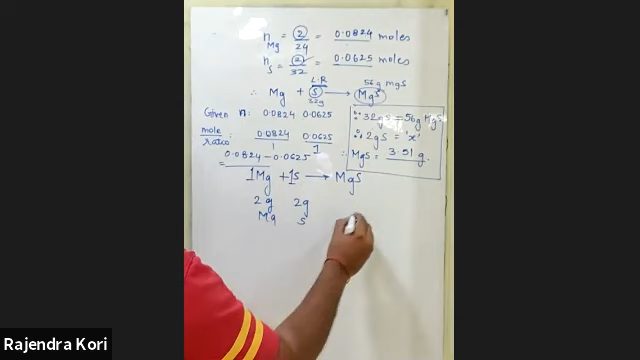 n Mg = 2/24 = 0.0824 moles
n s = 2/32 = 0.0625 moles
L.R
56g MgS
∴ Mg + S → MgS
32g
Given n: 0.0824 0.0625
mole ratio: 0.0824/1 0.0625/1
= 0.0824 - 0.0625
∵ 32gS = 56g MgS
∴ 2gS = 'x'
∴ MgS = 3.51 g.
1Mg + 1S → MgS
2g 2g
Mg S
Rajendra Kori